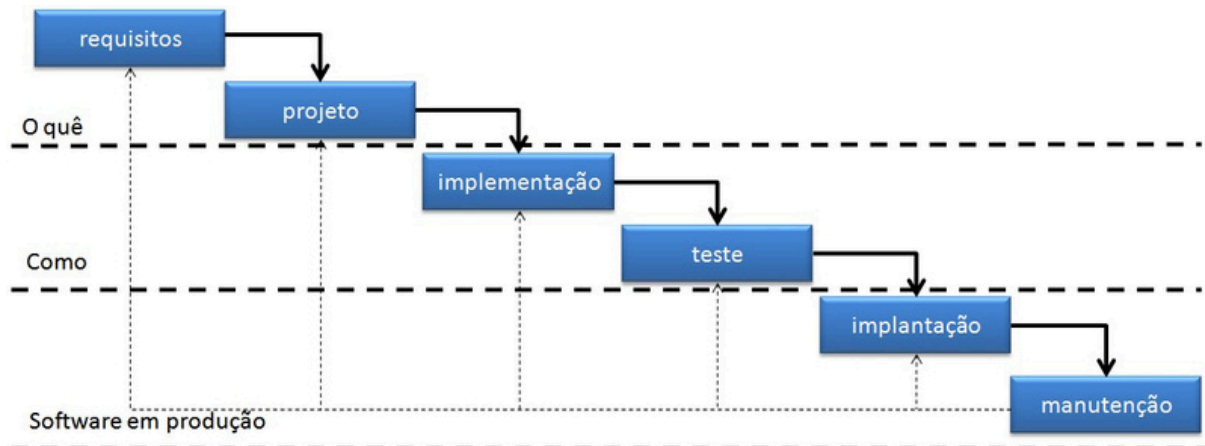 requisitos
projeto
O quê
implementação
teste
Como
implantação
manutenção
Software em produção